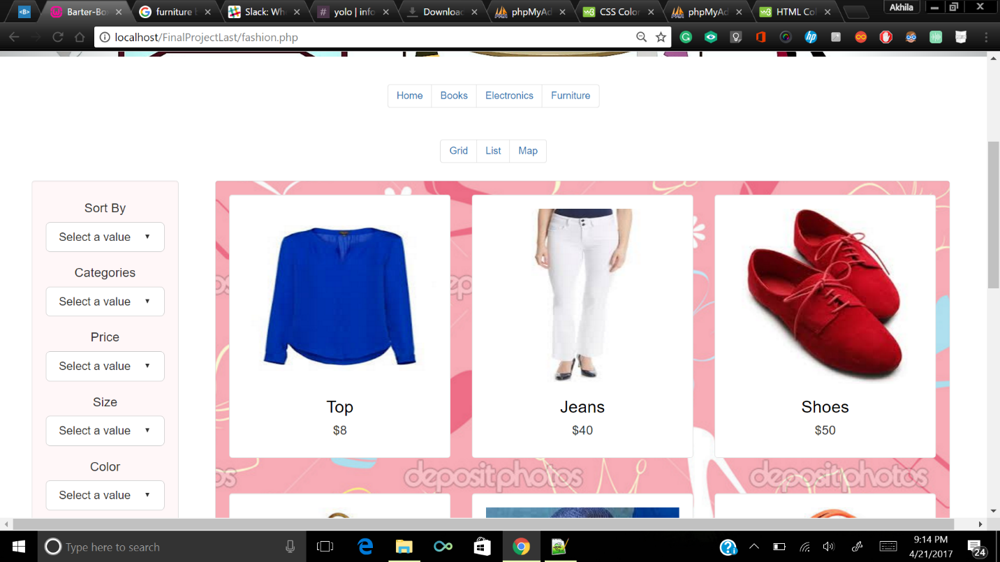 <B>
Barter-Bo
furniture b
Slack: Wh
# yolo | info
Downloac
phpMyAd
CSS Color
phpMyAd
HTML Col
Akhila
localhost/FinalProjectLast/fashion.php
Home Books Electronics Furniture
Grid List Map
Sort By
Select a value
Categories
Select a value
Price
Select a value
Size
Select a value
Color
Select a value
Top
$8
Jeans
$40
Shoes
$50
os depositphotos depositphotos
Type here to search
9:14 PM
4/21/2017
24